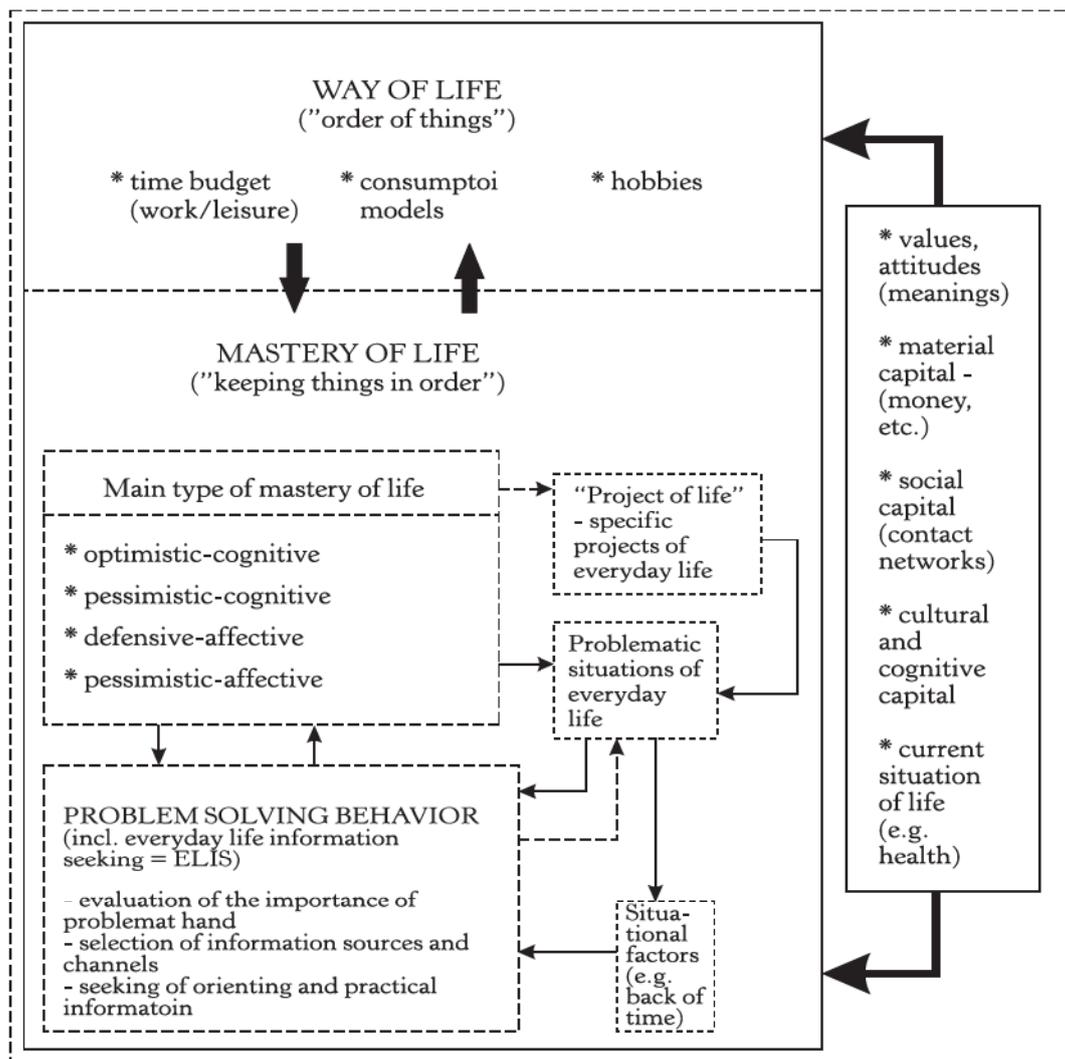 WAY OF LIFE
("order of things")
* time budget
(work/leisure)
* consumptoi
models
* hobbies
MASTERY OF LIFE
("keeping things in order")
Main type of mastery of life
* optimistic-cognitive
* pessimistic-cognitive
* defensive-affective
* pessimistic-affective
"Project of life"
- specific
projects of
everyday life
Problematic
situations of
everyday
life
PROBLEM SOLVING BEHAVIOR
(incl. everyday life information
seeking = ELIS)
- evaluation of the importance of
problemat hand
- selection of information sources and
channels
- seeking of orienting and practical
informatoin
Situa-
tional
factors
(e.g.
back of
time)
* values,
attitudes
(meanings)
* material
capital -
(money,
etc.)
* social
capital
(contact
networks)
* cultural
and
cognitive
capital
* current
situation
of life
(e.g.
health)